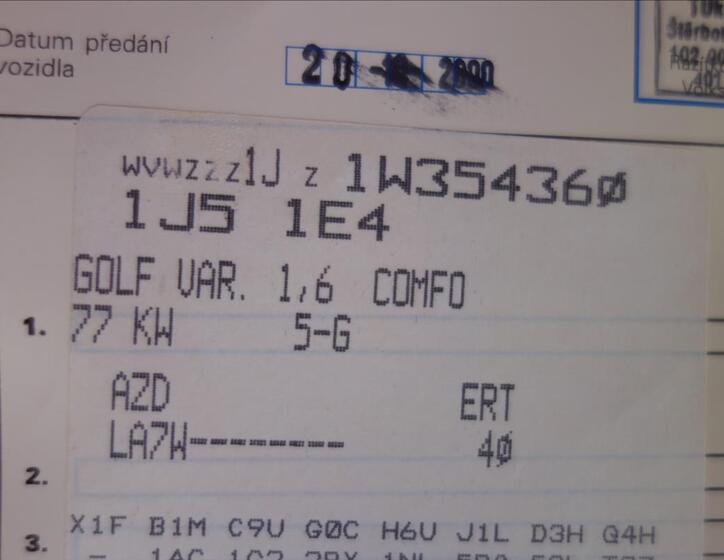 Datum předání
vozidla
20 2000
WVWZZZ1J Z 1W354360
1J5 1E4
GOLF VAR. 1,6 COMFO
1. 77 KW 5-G
AZD ERT
LA7W-------- 40
2.
X1F B1M C9U G0C H6U J1L D3H Q4H
3.